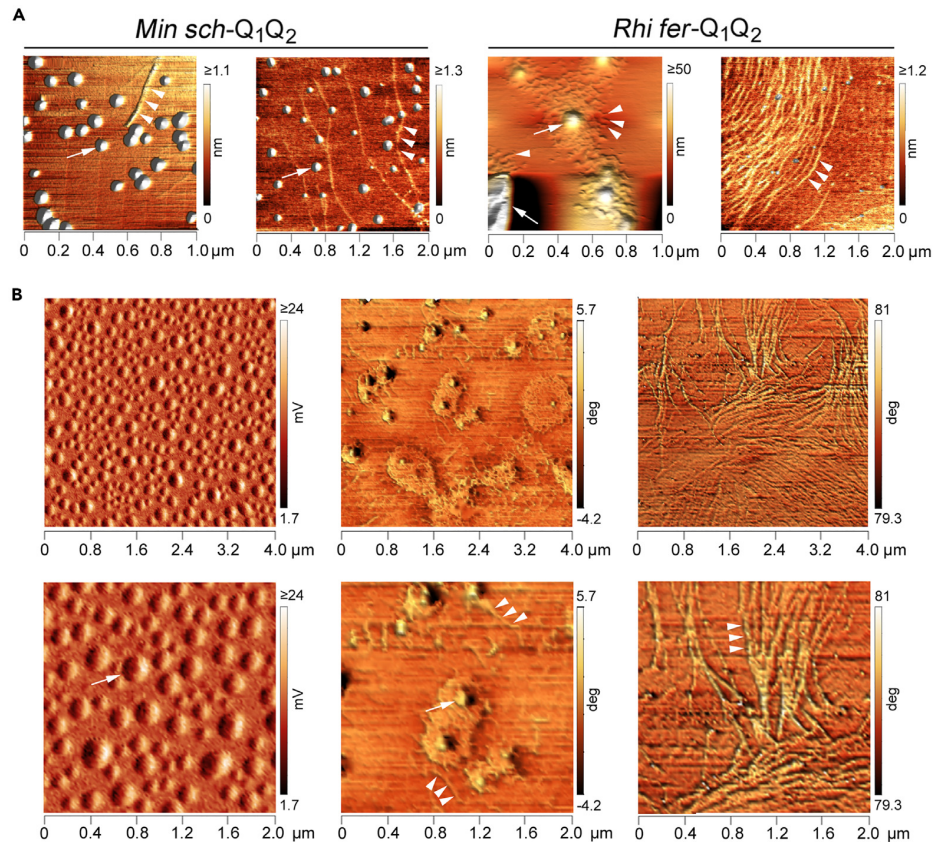 A
Min sch-Q₁Q₂ Rhi fer-Q₁Q₂
≥1.1 ≥1.3 ≥50 ≥1.2
nm nm nm nm
0 0 0 0
0 0.2 0.4 0.6 0.8 1.0 µm 0 0.4 0.8 1.2 1.6 2.0 µm 0 0.2 0.4 0.6 0.8 1.0 µm 0 0.4 0.8 1.2 1.6 2.0 µm
B
≥24 5.7 81
mV deg deg
1.7 -4.2 79.3
0 0.8 1.6 2.4 3.2 4.0 µm 0 0.8 1.6 2.4 3.2 4.0 µm 0 0.8 1.6 2.4 3.2 4.0 µm
≥24 5.7 81
mV deg deg
1.7 -4.2 79.3
0 0.4 0.8 1.2 1.6 2.0 µm 0 0.4 0.8 1.2 1.6 2.0 µm 0 0.4 0.8 1.2 1.6 2.0 µm